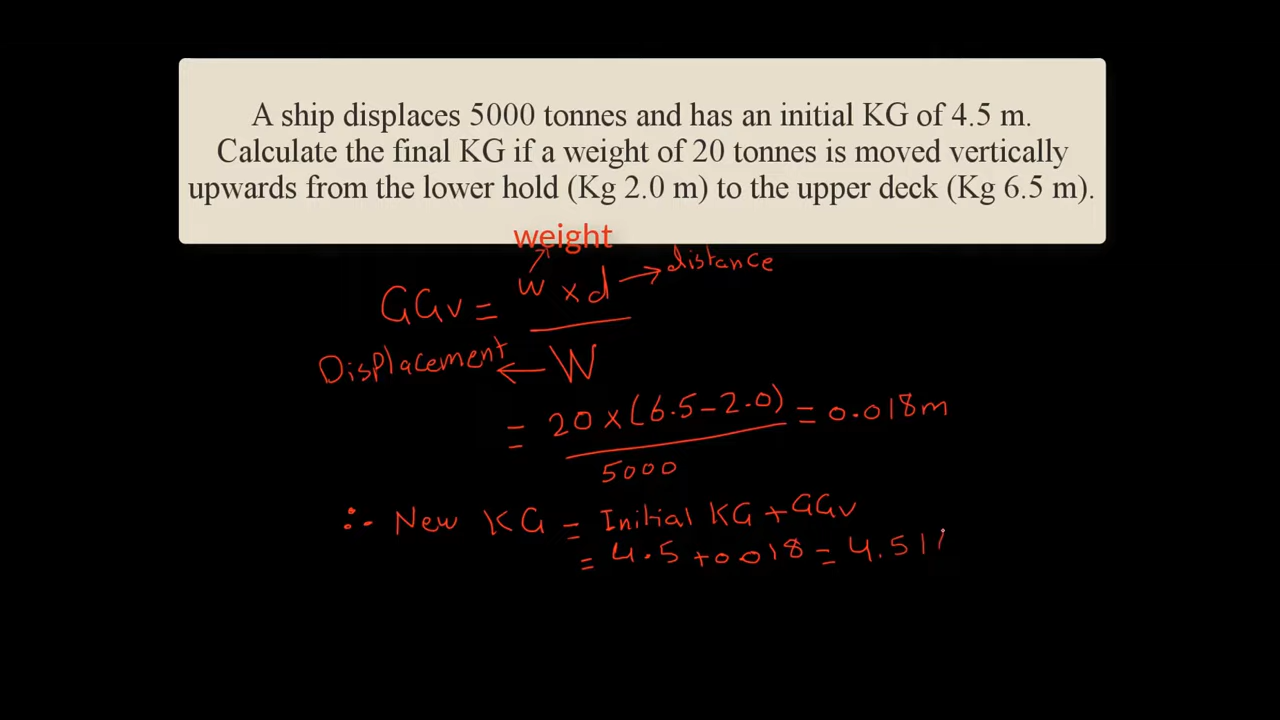 A ship displaces 5000 tonnes and has an initial KG of 4.5 m.
Calculate the final KG if a weight of 20 tonnes is moved vertically
upwards from the lower hold (Kg 2.0 m) to the upper deck (Kg 6.5 m).
weight
GGv = w × d → distance
Displacement ← W
= 20 × (6.5 - 2.0) = 0.018m
5000
∴ New KG = Initial KG + GGv
= 4.5 + 0.018 = 4.51